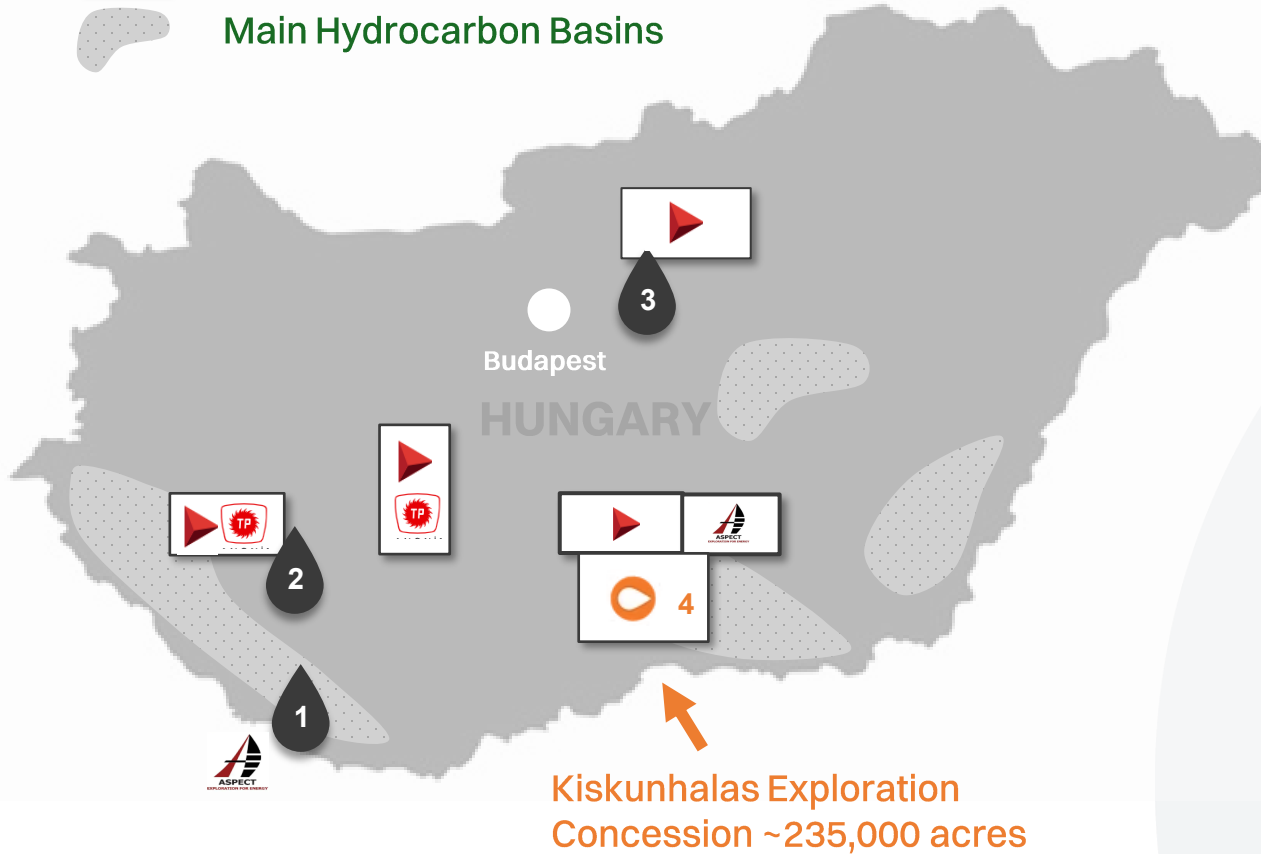 Main Hydrocarbon Basins
3
Budapest
HUNGARY
TP
TP
ASPECT
EXPLORATION FOR ENERGY
2
4
1
ASPECT
EXPLORATION FOR ENERGY
Kiskunhalas Exploration
Concession ~235,000 acres